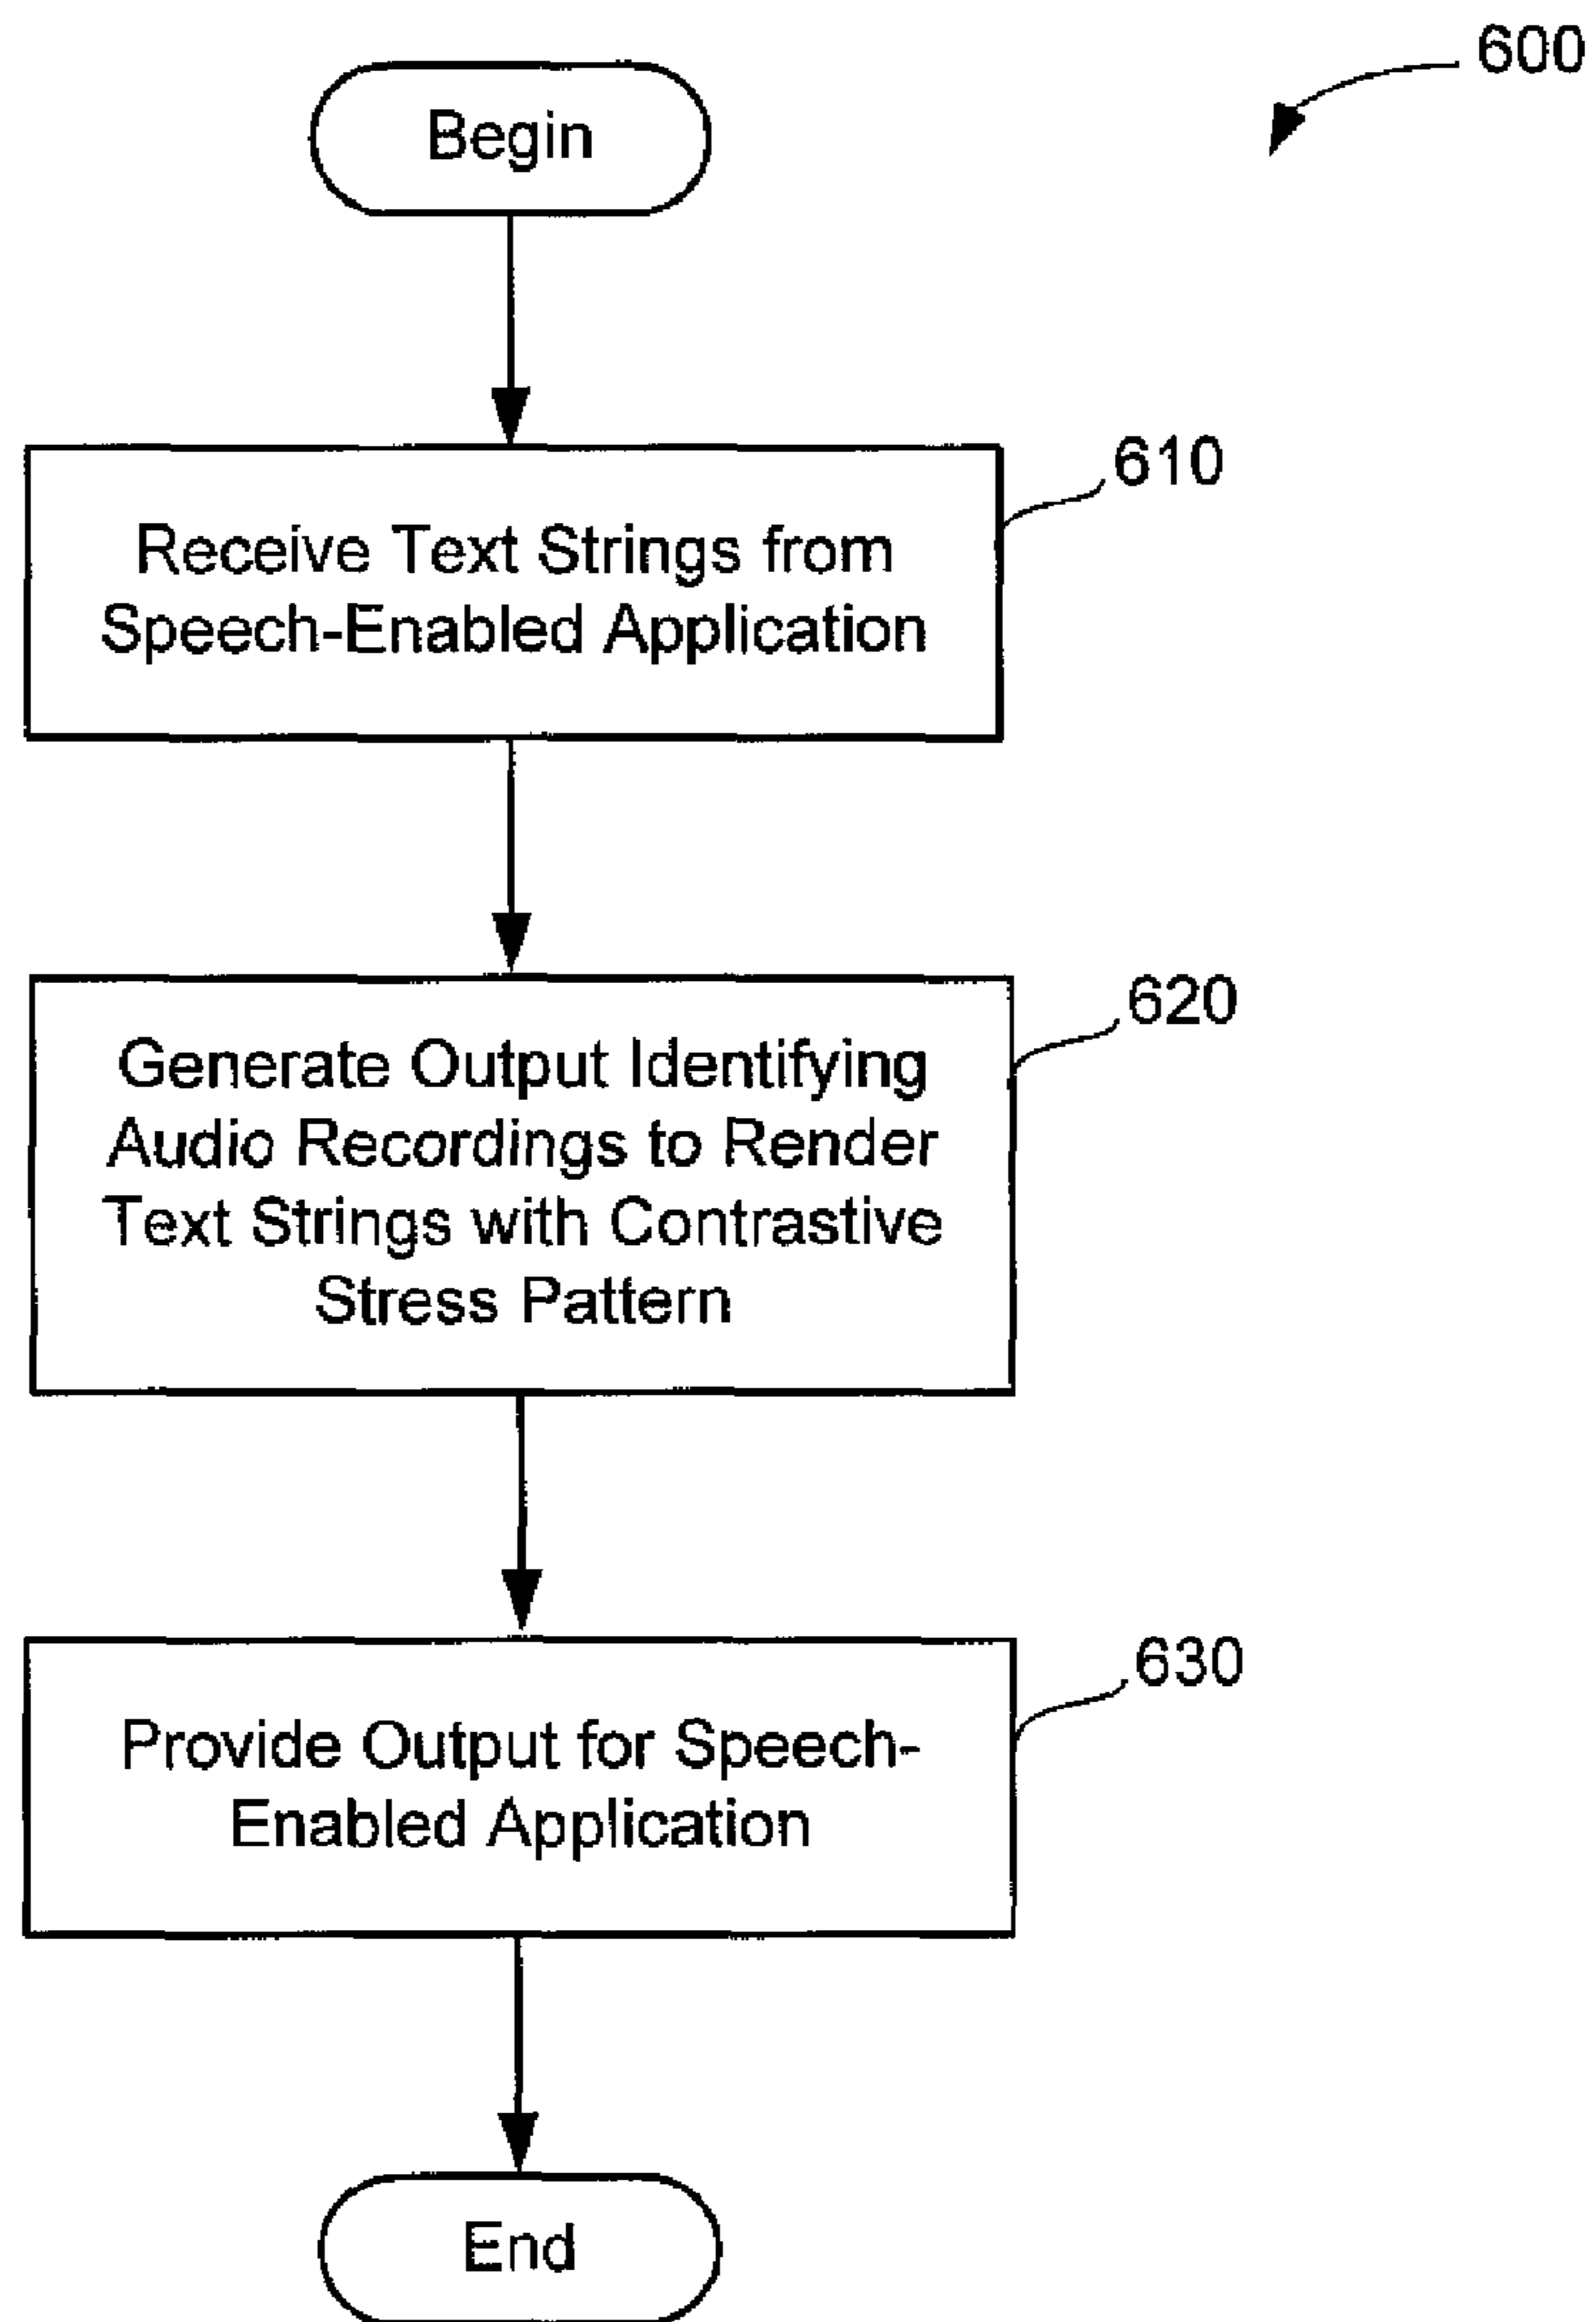 600
Begin
610
Receive Text Strings from
Speech-Enabled Application
620
Generate Output Identifying
Audio Recordings to Render
Text Strings with Contrastive
Stress Pattern
630
Provide Output for Speech-
Enabled Application
End